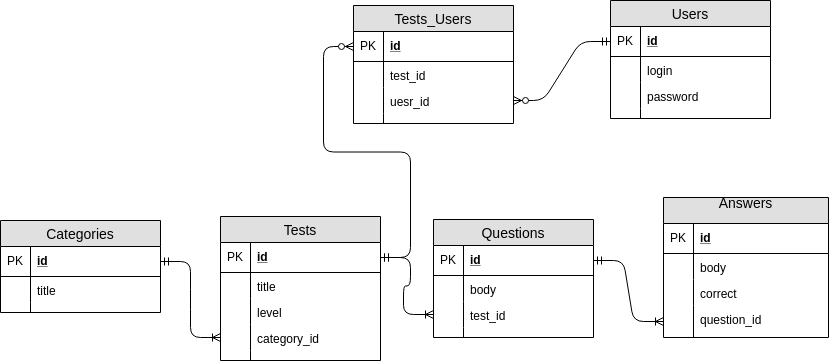 Tests_Users
PK id
test_id
uesr_id
Users
PK id
login
password
Categories
PK id
title
Tests
PK id
title
level
category_id
Questions
PK id
body
test_id
Answers
PK id
body
correct
question_id